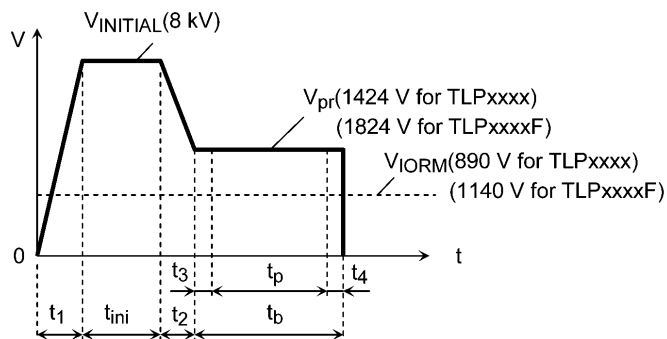 VINITIAL(8 kV)
V
Vpr(1424 V for TLPxxxx)
(1824 V for TLPxxxxF)
VIORM(890 V for TLPxxxx)
(1140 V for TLPxxxxF)
0
t
t3
tp
t4
t1
tini
t2
tb